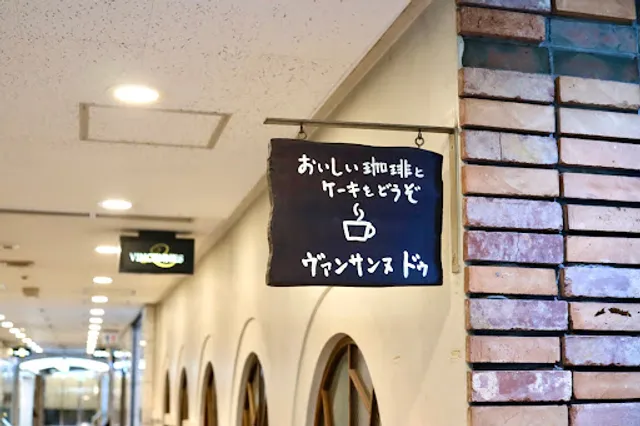 おいしい珈琲と
ケーキをどうぞ
ヴァンサンヌ ドゥ